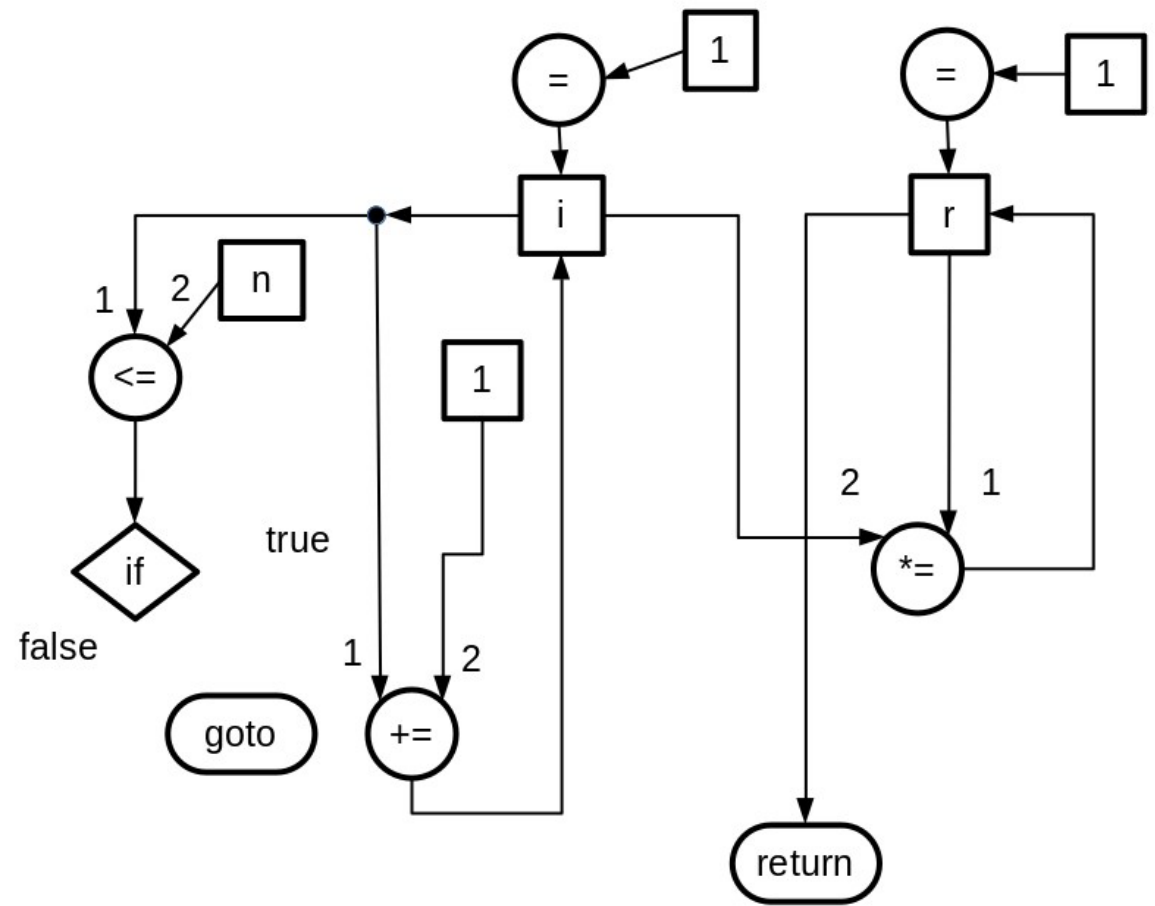 =
1
=
1
i
r
1
2
n
<=
1
2
1
true
if
*=
false
1
2
goto
+=
return